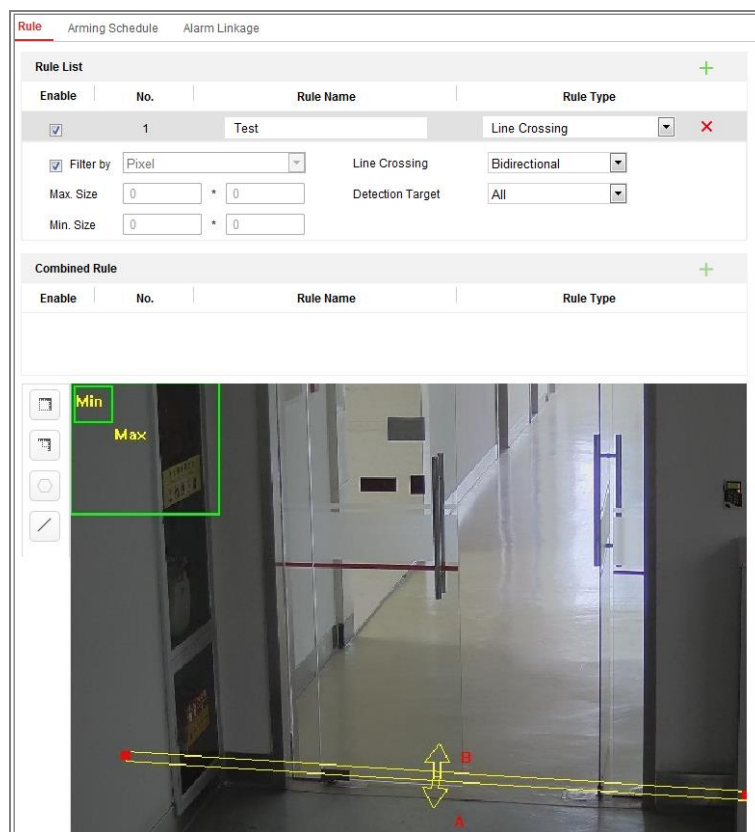 Rule Arming Schedule Alarm Linkage
Rule List
Enable No. Rule Name Rule Type
1 Test Line Crossing
Filter by Pixel Line Crossing Bidirectional
Max. Size 0 * 0 Detection Target All
Min. Size 0 * 0
Combined Rule
Enable No. Rule Name Rule Type
Min
Max
B
A